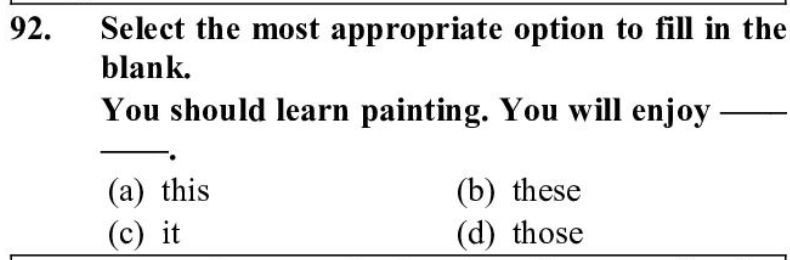 92. Select the most appropriate option to fill in the
blank.
You should learn painting. You will enjoy ——
——.
(a) this (b) these
(c) it (d) those